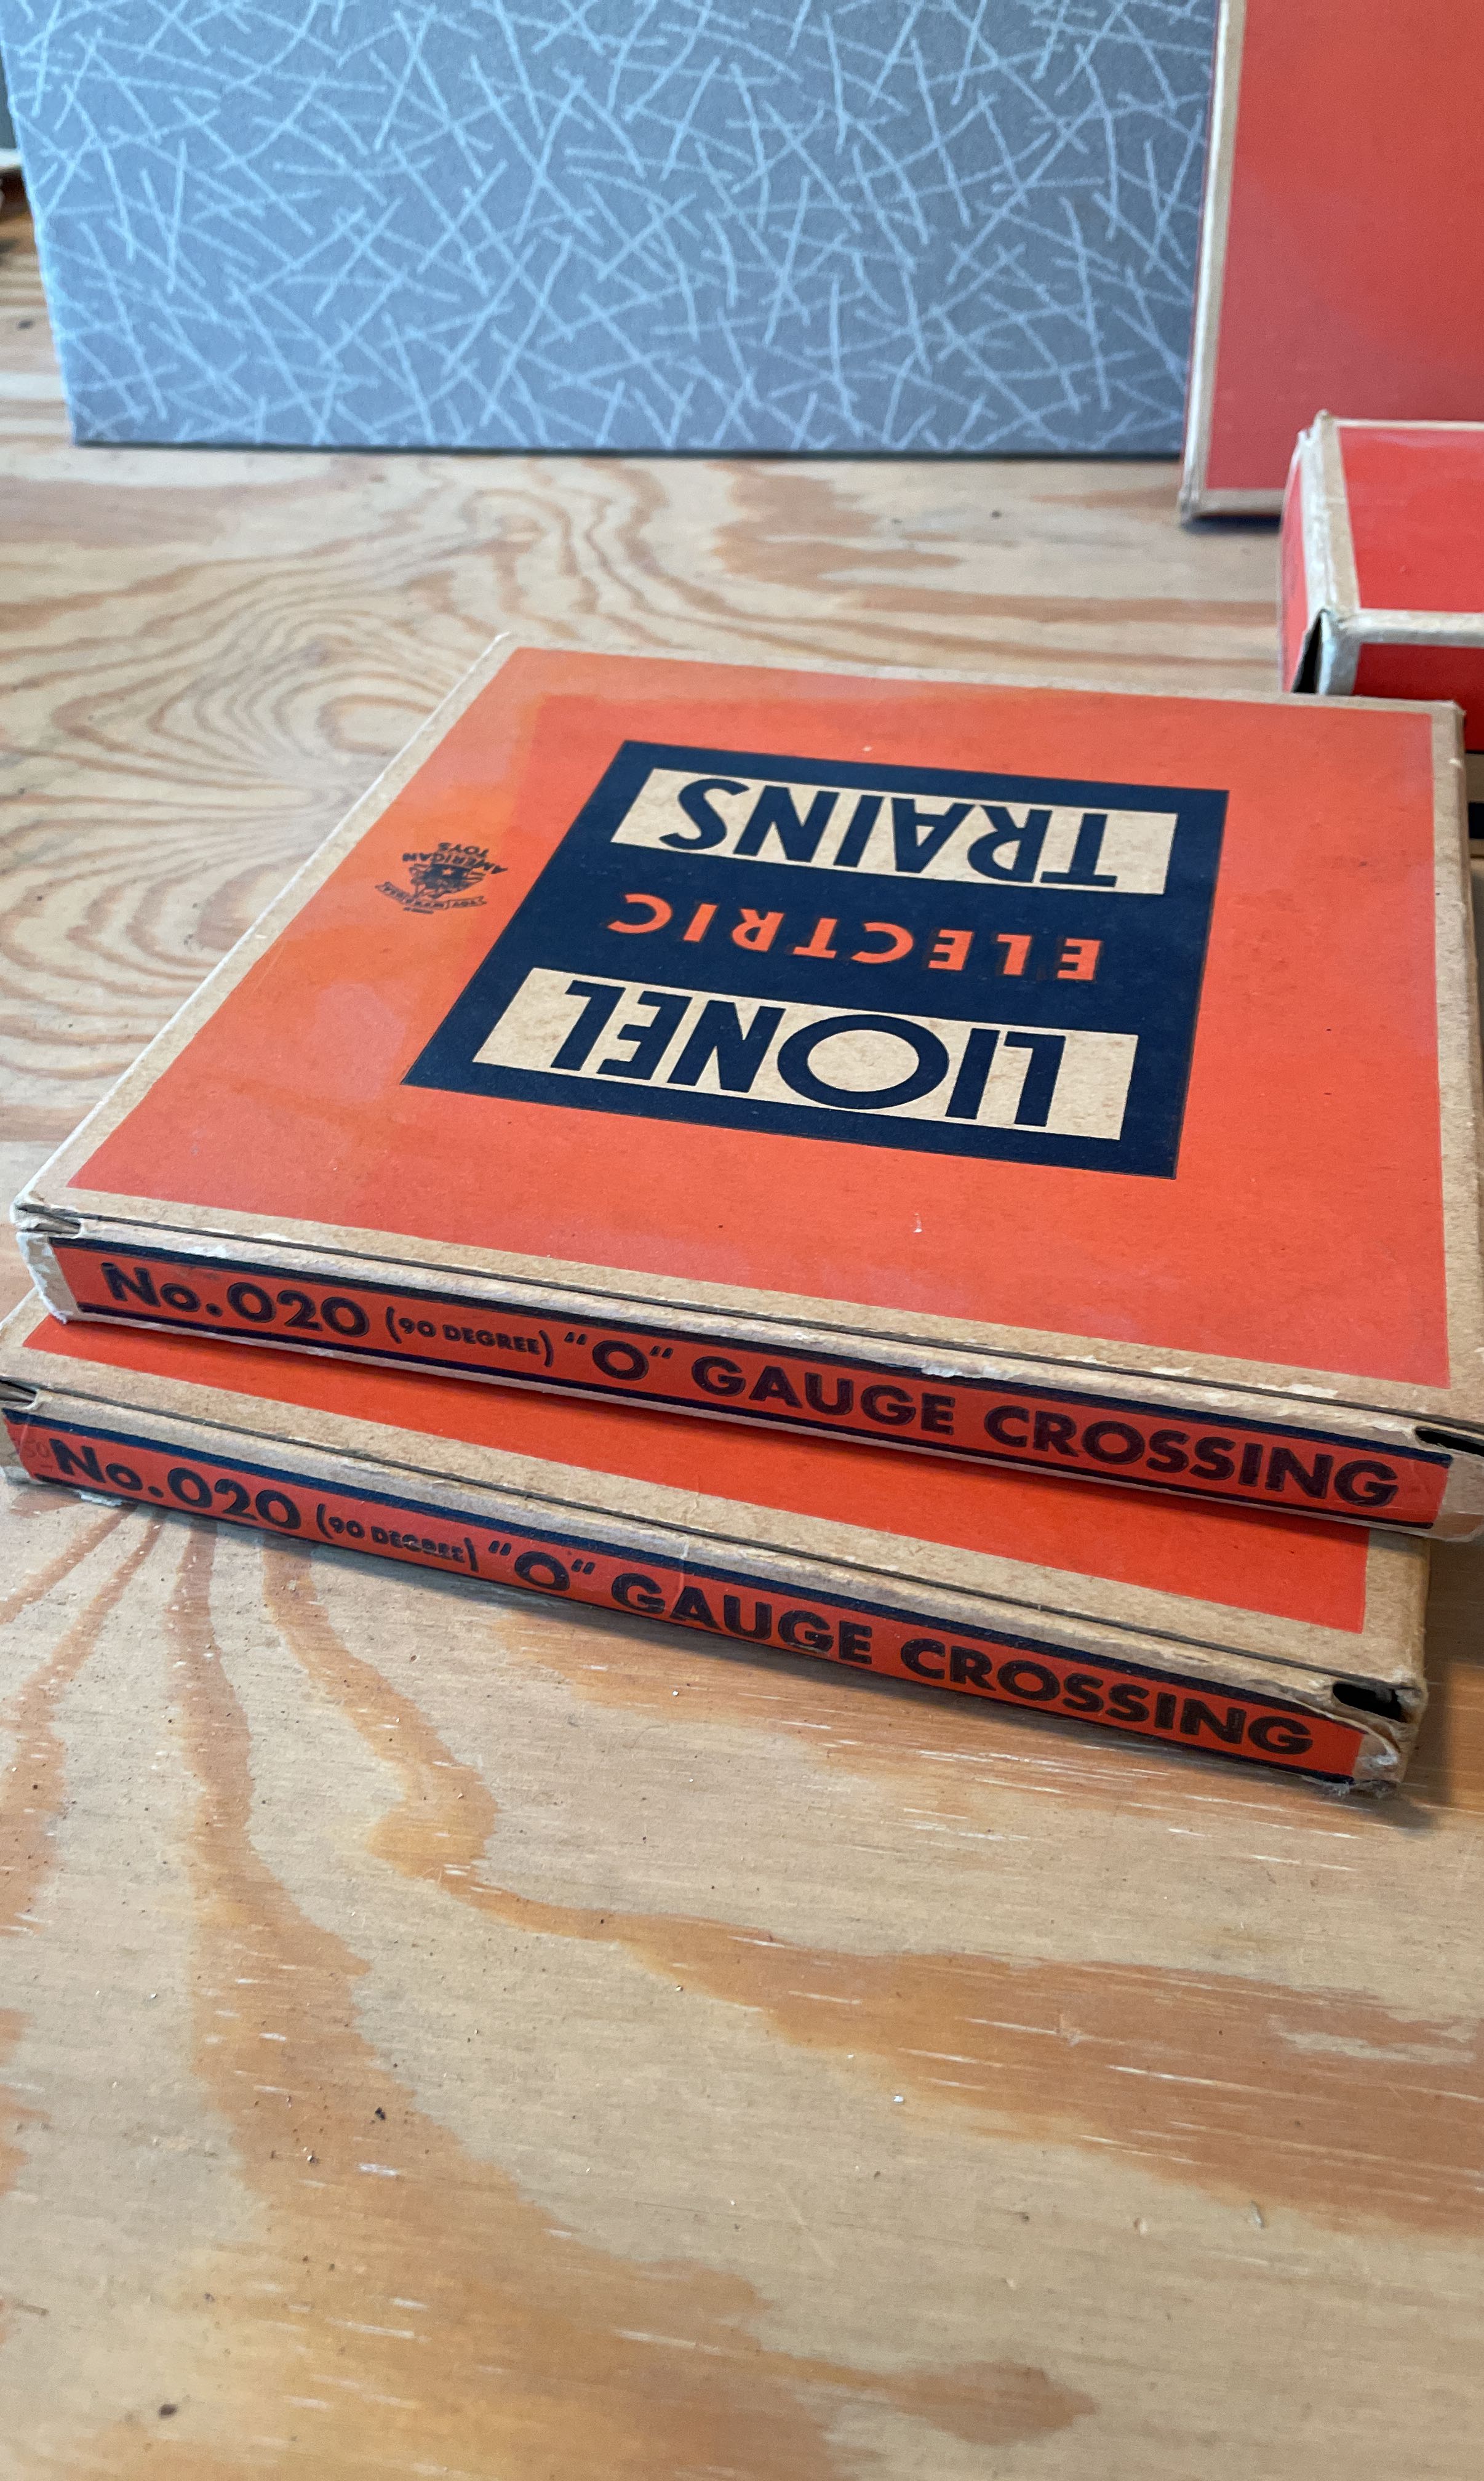 LIONEL
ELECTRIC
TRAINS
AMERICAN
TOYS
No. 020 (90 DEGREE) "O" GAUGE CROSSING
No. 020 (90 DEGREE) "O" GAUGE CROSSING